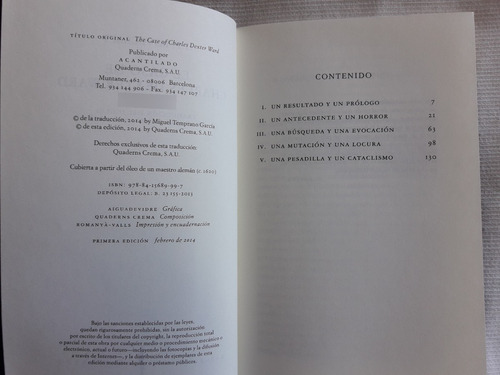 TÍTULO ORIGINAL The Case of Charles Dexter Ward
Publicado por
ACANTILADO
Quaderns Crema, S.A.U.
Muntaner, 462 - 08006 Barcelona
Tel. 934 144 906 - Fax. 934 147 107
© de la traducción, 2014 by Miguel Temprano García
© de esta edición, 2014 by Quaderns Crema, S.A.U.
Derechos exclusivos de esta traducción:
Quaderns Crema, S.A.U.
Cubierta a partir del óleo de un maestro alemán (c 1600)
ISBN: 978-84-15689-99-7
DEPÓSITO LEGAL: B. 23 135-2013
AIGUADEVIDRE Gráfica
QUADERNS CREMA Composición
ROMANYÀ-VALLS Impresión y encuadernación
PRIMERA EDICIÓN febrero de 2014
Bajo las sanciones establecidas por las leyes,
quedan rigurosamente prohibidas, sin la autorización
por escrito de los titulares del copyright, la reproducción total
o parcial de esta obra por cualquier medio o procedimiento mecánico o
electrónico, actual o futuro—incluyendo las fotocopias y la difusión
a través de Internet—, y la distribución de ejemplares de esta
edición mediante alquiler o préstamo públicos.
CONTENIDO
I. UN RESULTADO Y UN PRÓLOGO 7
II. UN ANTECEDENTE Y UN HORROR 21
III. UNA BÚSQUEDA Y UNA EVOCACIÓN 63
IV. UNA MUTACIÓN Y UNA LOCURA 98
V. UNA PESADILLA Y UN CATACLISMO 130